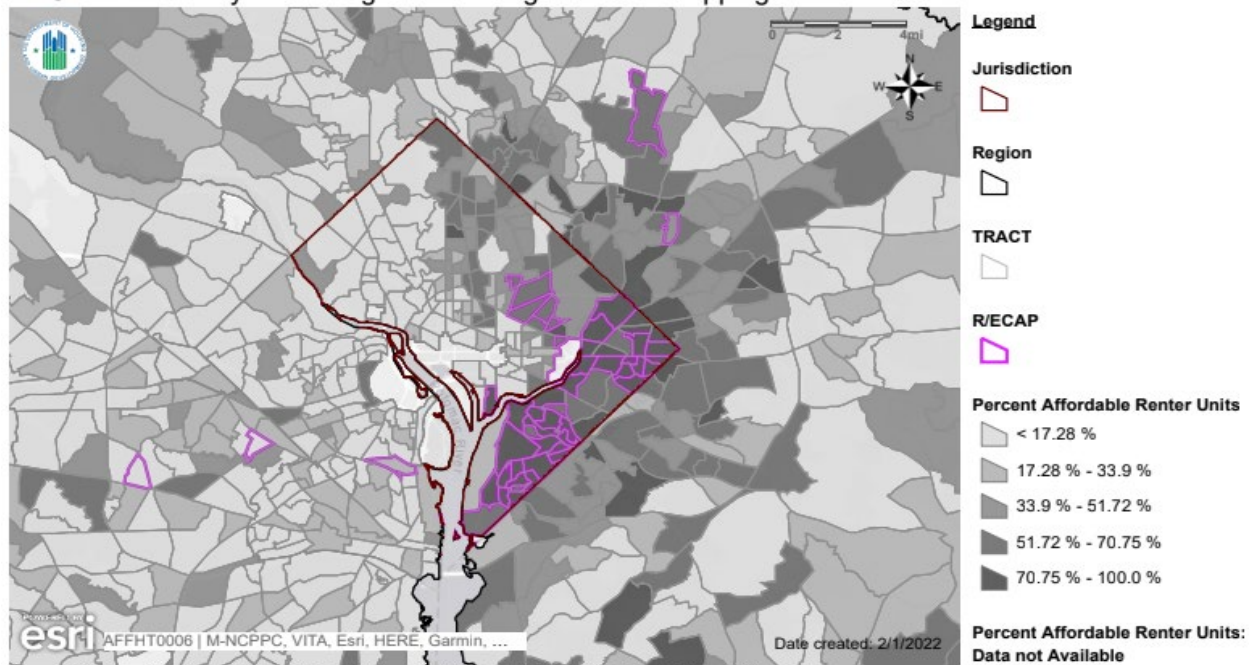 0 2 4mi
N
W E
S
POWERED BY
esri
AFFHT0006 | M-NCPPC, VITA, Esri, HERE, Garmin, ...
Date created: 2/1/2022
Legend
Jurisdiction
Region
TRACT
R/ECAP
Percent Affordable Renter Units
< 17.28 %
17.28 % - 33.9 %
33.9 % - 51.72 %
51.72 % - 70.75 %
70.75 % - 100.0 %
Percent Affordable Renter Units:
Data not Available